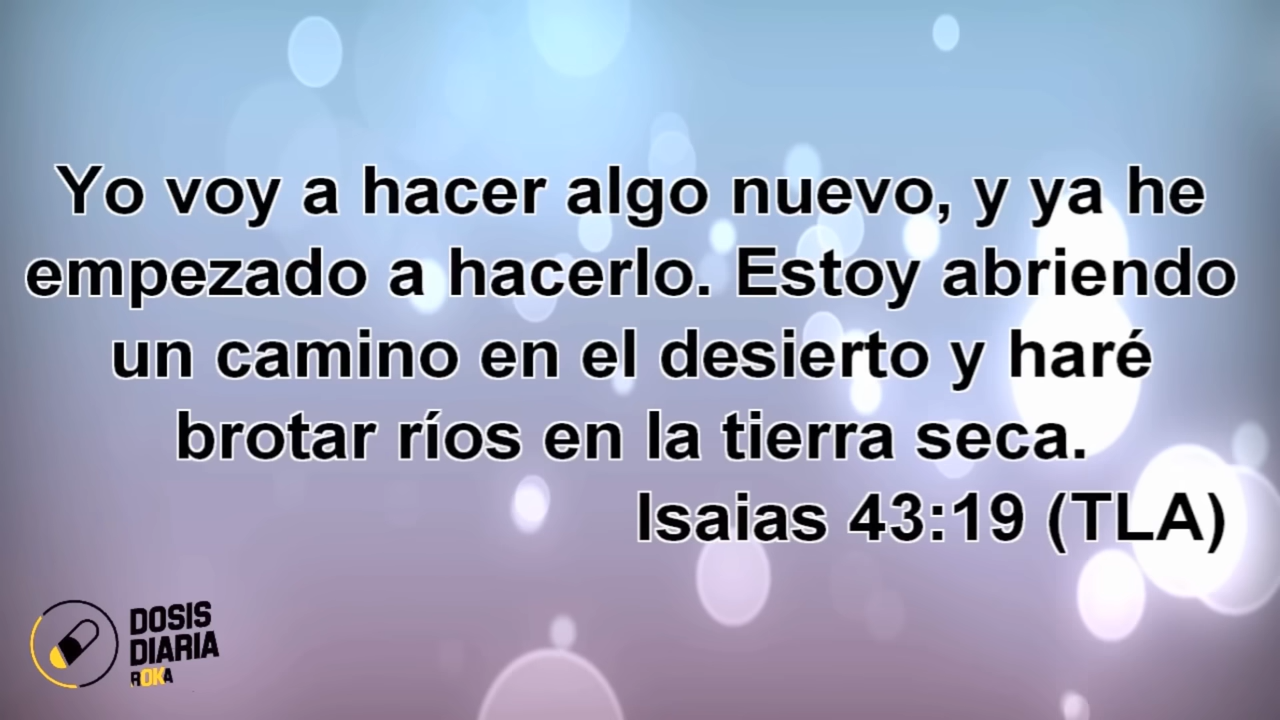 Yo voy a hacer algo nuevo, y ya he
empezado a hacerlo. Estoy abriendo
un camino en el desierto y haré
brotar ríos en la tierra seca.
Isaias 43:19 (TLA)
DOSIS
DIARIA
ROKA